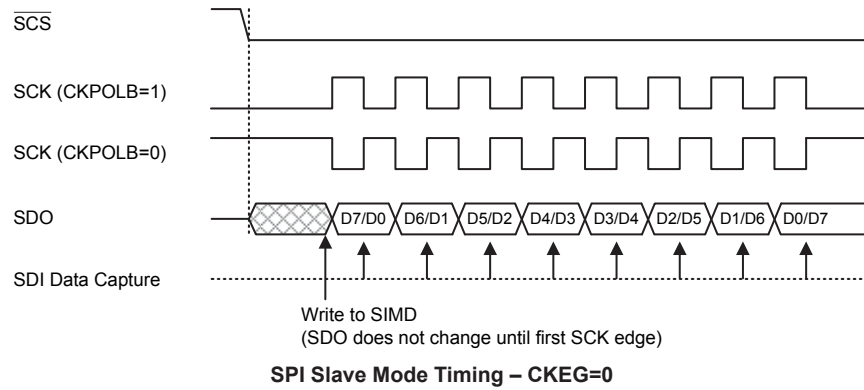 SCS
SCK (CKPOLB=1)
SCK (CKPOLB=0)
SDO
D7/D0 D6/D1 D5/D2 D4/D3 D3/D4 D2/D5 D1/D6 D0/D7
SDI Data Capture
Write to SIMD
(SDO does not change until first SCK edge)
SPI Slave Mode Timing – CKEG=0